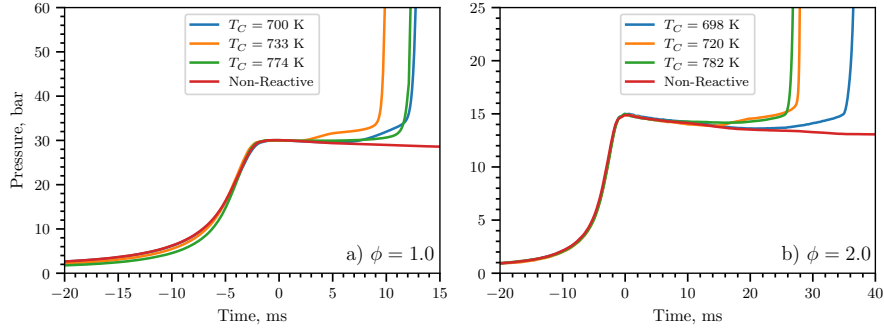 Pressure, bar
60
50
40
30
20
10
0
T_C = 700 K
T_C = 733 K
T_C = 774 K
Non-Reactive
a) ϕ = 1.0
−20 −15 −10 −5 0 5 10 15
Time, ms
25
20
15
10
5
0
T_C = 698 K
T_C = 720 K
T_C = 782 K
Non-Reactive
b) ϕ = 2.0
−20 −10 0 10 20 30 40
Time, ms